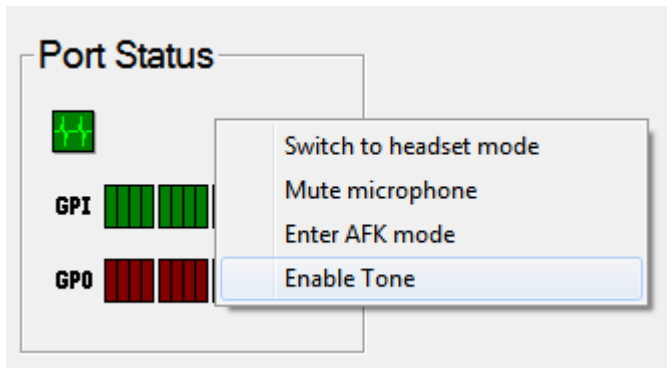 Port Status
Switch to headset mode
Mute microphone
GPI
Enter AFK mode
GPO
Enable Tone